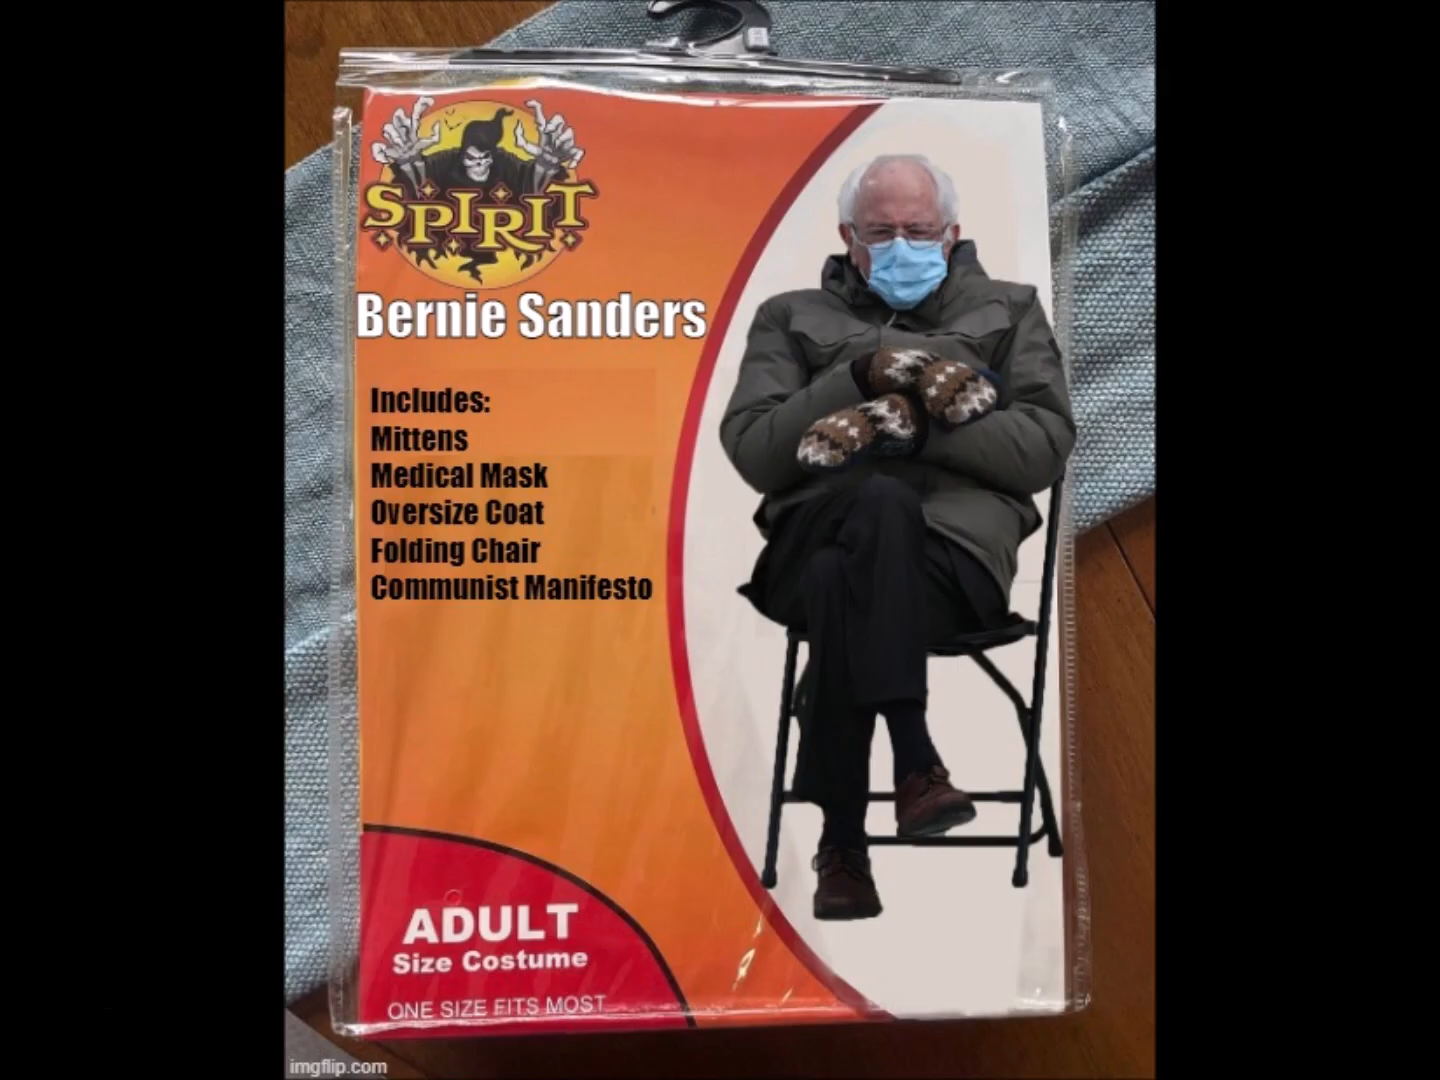 SPIRIT
Bernie Sanders
Includes:
Mittens
Medical Mask
Oversize Coat
Folding Chair
Communist Manifesto
ADULT
Size Costume
ONE SIZE FITS MOST
imgflip.com